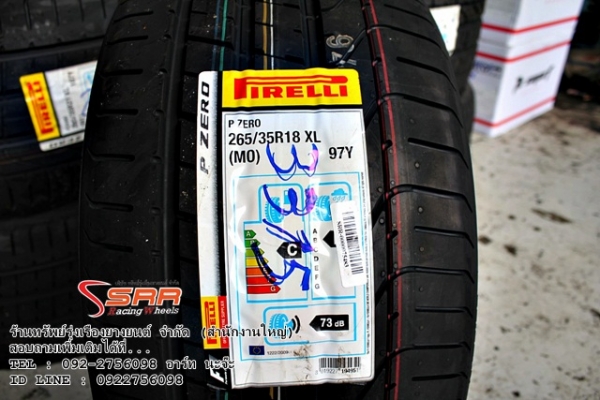 PIRELLI
P ZERO
P ZERO
265/35R18 XL
(MO) 97Y
3315
A
B
C
D
E
F
G
A
G
C
73 dB
PIRELLI
SRR
Racing Wheels
ร้านทรัพย์รุ่งเรืองยางยนต์ จำกัด (สำนักงานใหญ่)
สอบถามเพิ่มเติมได้ที่...
TEL : 092-2756098 อาร์ท นะจ๊ะ
ID LINE : 0922756098